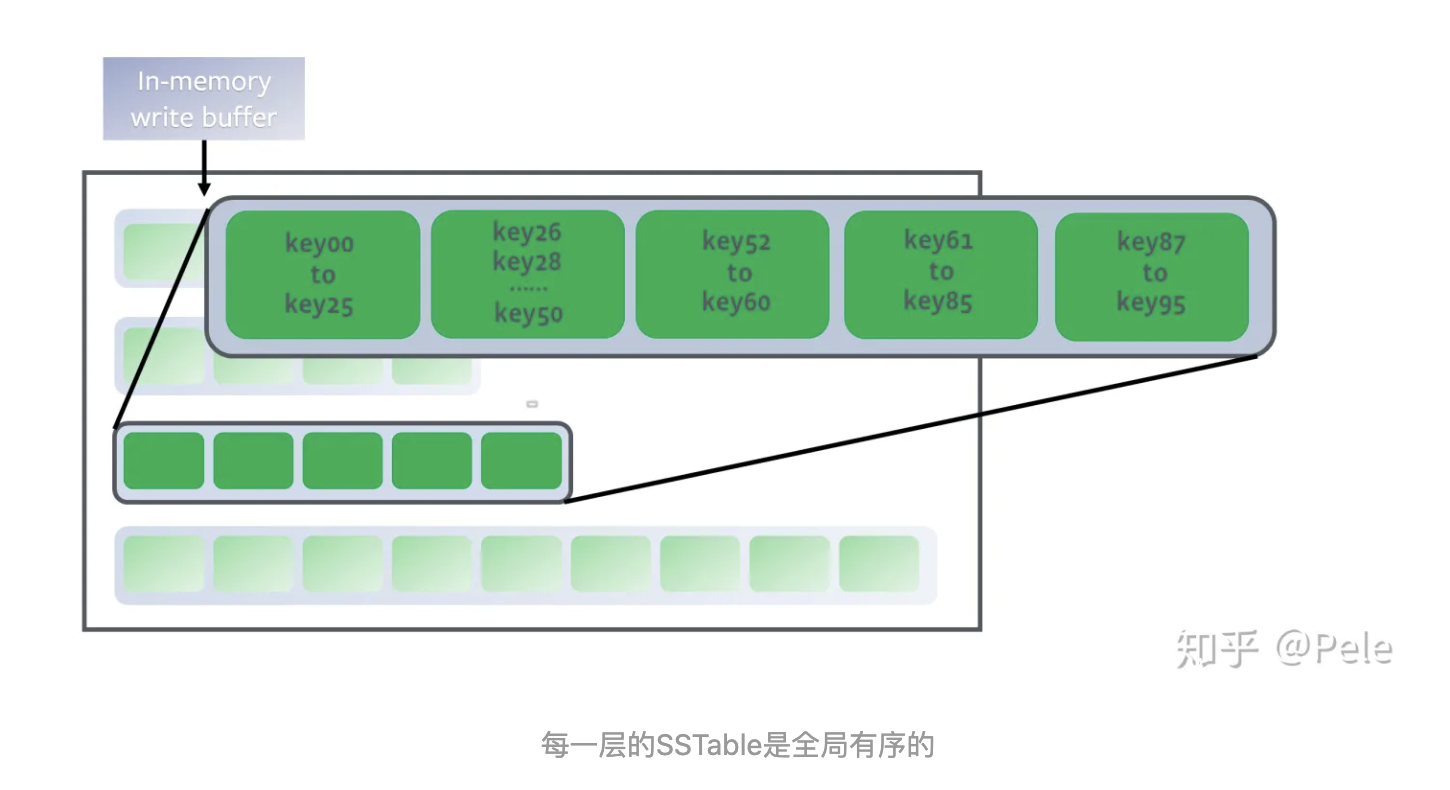 In-memory
write buffer
key00
to
key25
key26
key28
......
key50
key52
to
key60
key61
to
key85
key87
to
key95
知乎 @Pele
每一层的SSTable是全局有序的